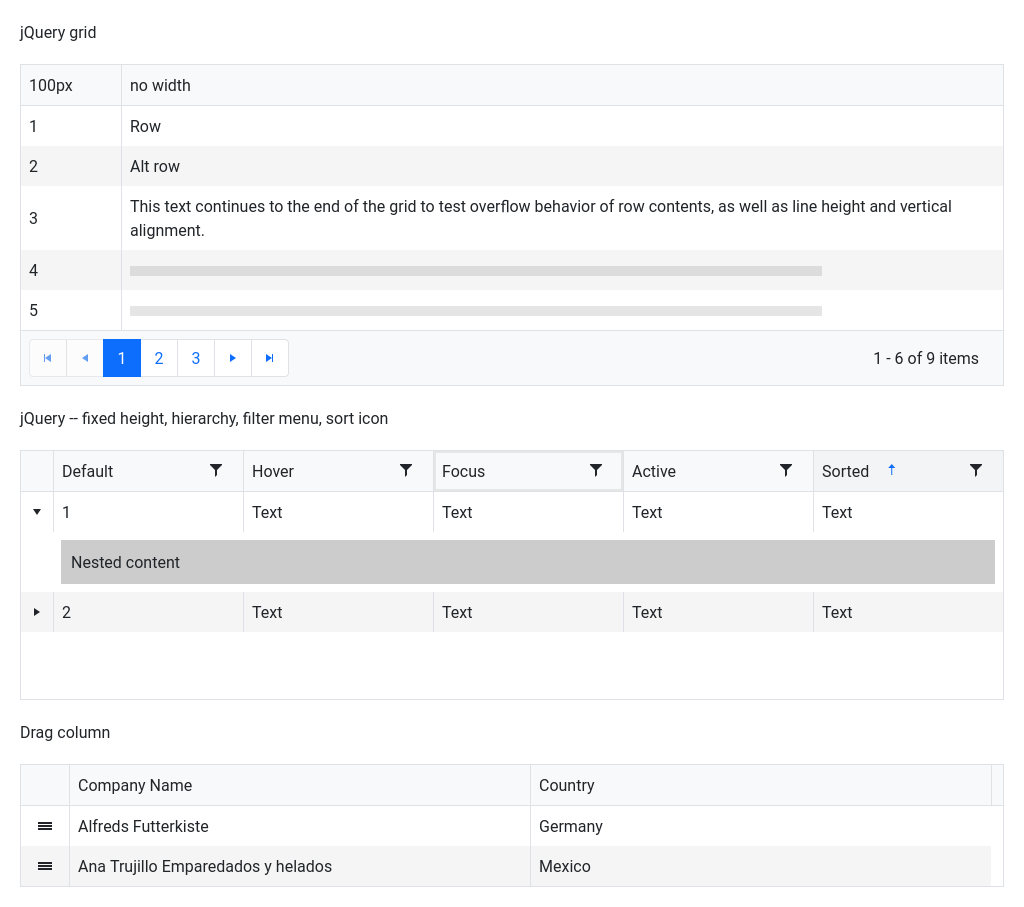 jQuery grid
100px no width
1 Row
2 Alt row
3 This text continues to the end of the grid to test overflow behavior of row contents, as well as line height and vertical
alignment.
4
5
1 2 3 1 - 6 of 9 items
jQuery -- fixed height, hierarchy, filter menu, sort icon
Default Hover Focus Active Sorted
1 Text Text Text Text
Nested content
2 Text Text Text Text
Drag column
Company Name Country
Alfreds Futterkiste Germany
Ana Trujillo Emparedados y helados Mexico